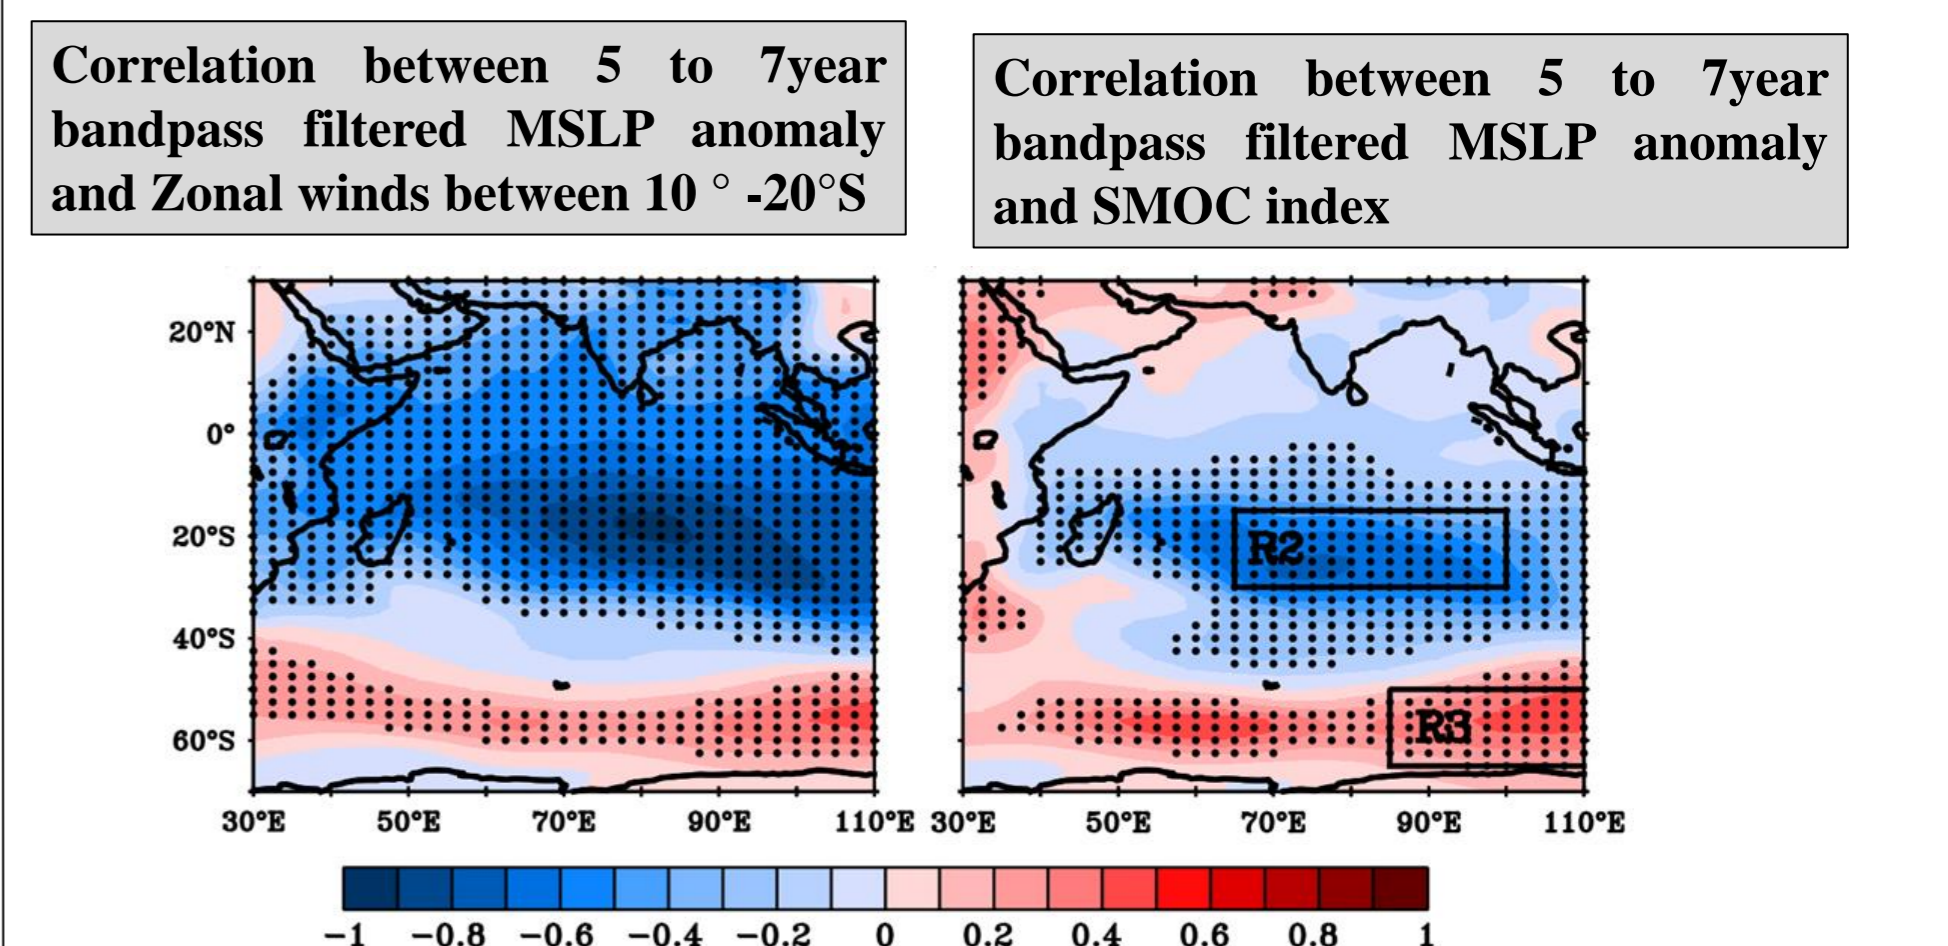 Correlation between 5 to 7year
bandpass filtered MSLP anomaly
and Zonal winds between 10 ° -20°S
Correlation between 5 to 7year
bandpass filtered MSLP anomaly
and SMOC index
20°N
0°
20°S
40°S
60°S
R2
R3
30°E 50°E 70°E 90°E 110°E 30°E 50°E 70°E 90°E 110°E
−1 −0.8 −0.6 −0.4 −0.2 0 0.2 0.4 0.6 0.8 1